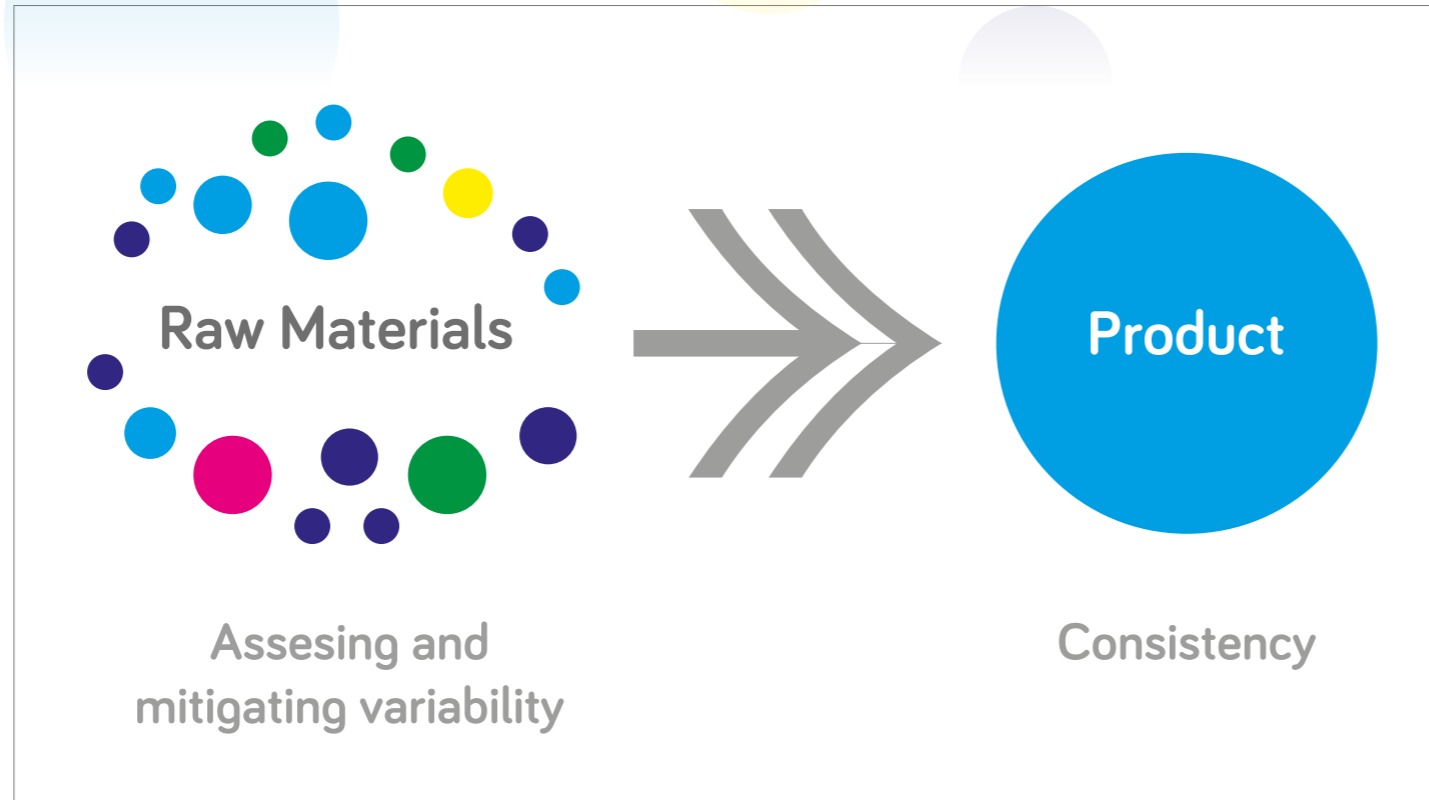 Raw Materials
Product
Assesing and
mitigating variability
Consistency